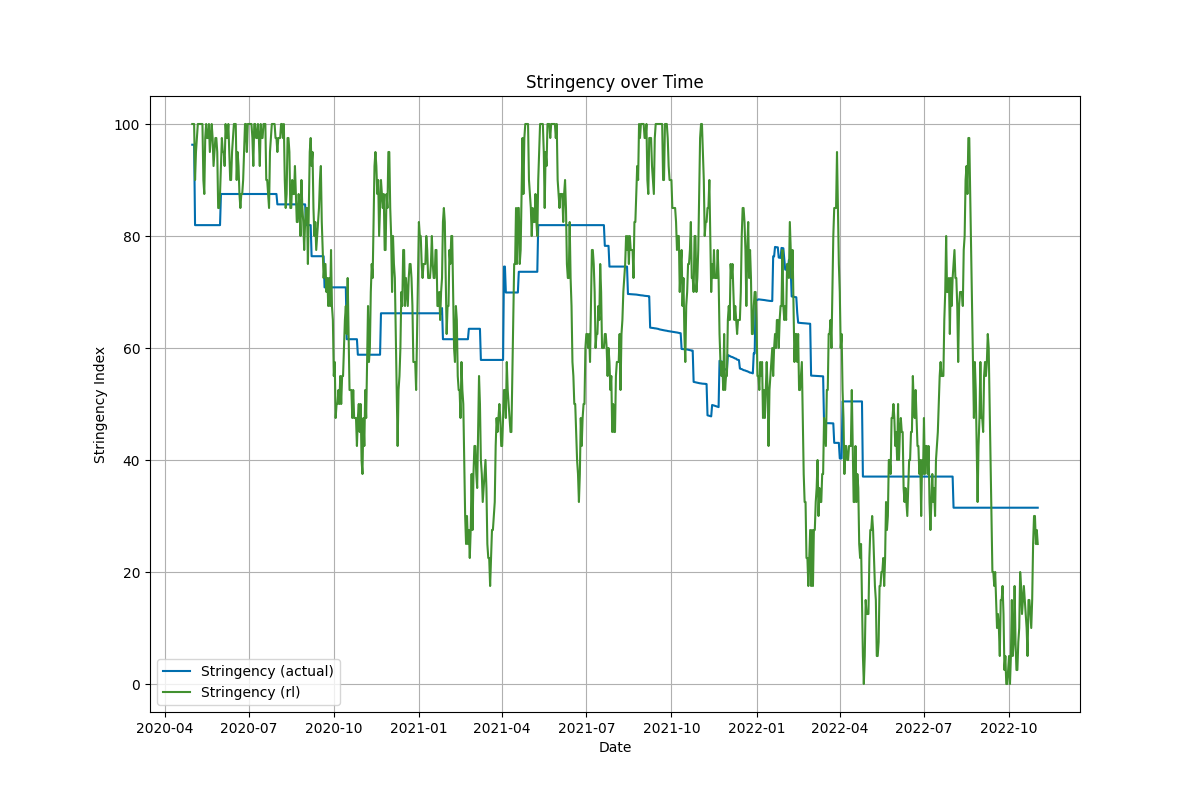 Stringency over Time
100
80
60
40
20
0
Stringency Index
Stringency (actual)
Stringency (rl)
2020-04 2020-07 2020-10 2021-01 2021-04 2021-07 2021-10 2022-01 2022-04 2022-07 2022-10
Date